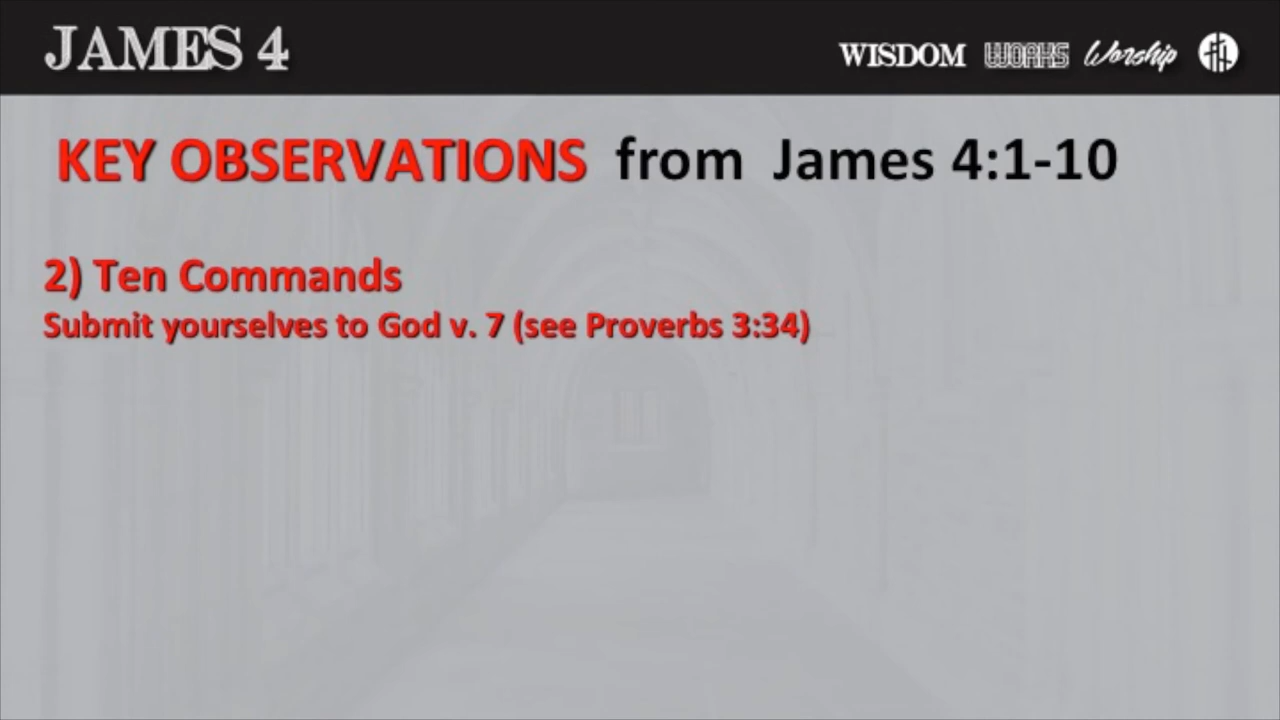 JAMES 4
WISDOM WORKS Worship
KEY OBSERVATIONS from James 4:1-10
2) Ten Commands
Submit yourselves to God v. 7 (see Proverbs 3:34)